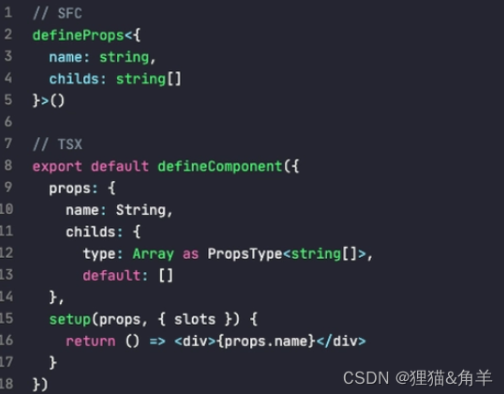 1 // SFC
2 defineProps<{
3   name: string,
4   childs: string[]
5 }>()
6
7 // TSX
8 export default defineComponent({
9   props: {
10     name: String,
11     childs: {
12       type: Array as PropsType<string[]>,
13       default: []
14   },
15   setup(props, { slots }) {
16     return () => <div>{props.name}</div>
17   }
18 })
CSDN @狸猫&角羊